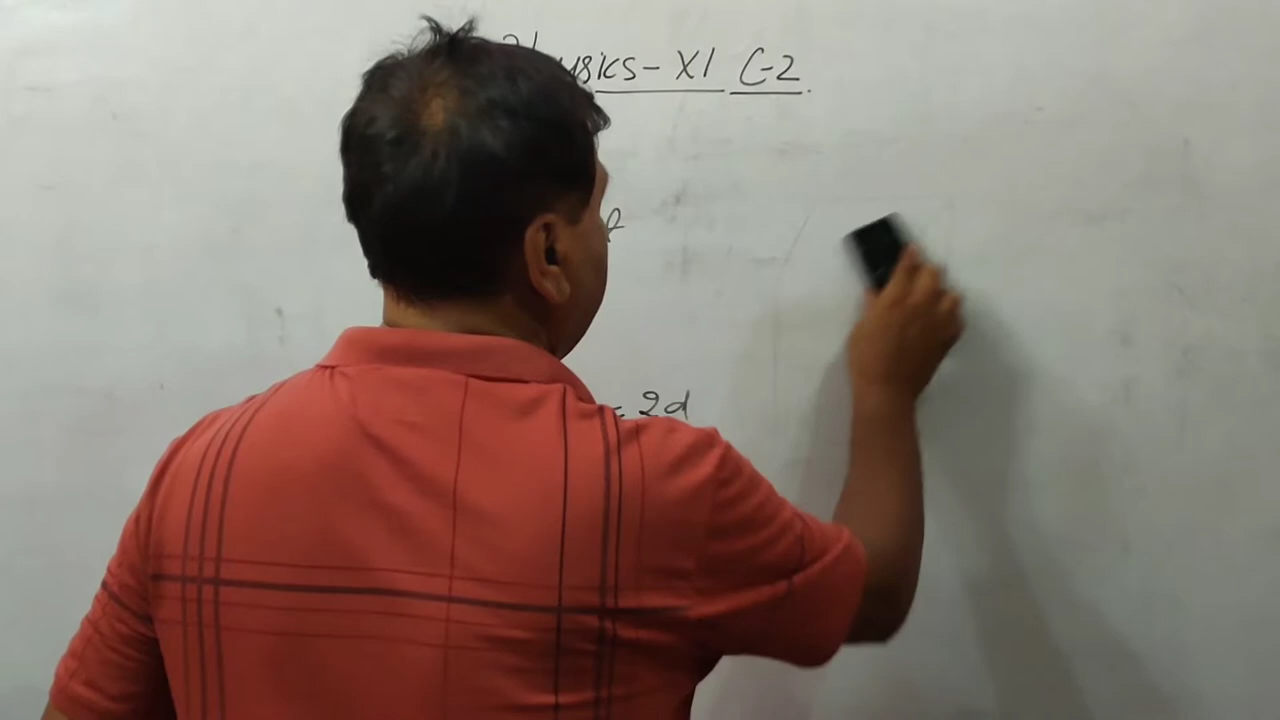 Physics - XI C-2
= 2d